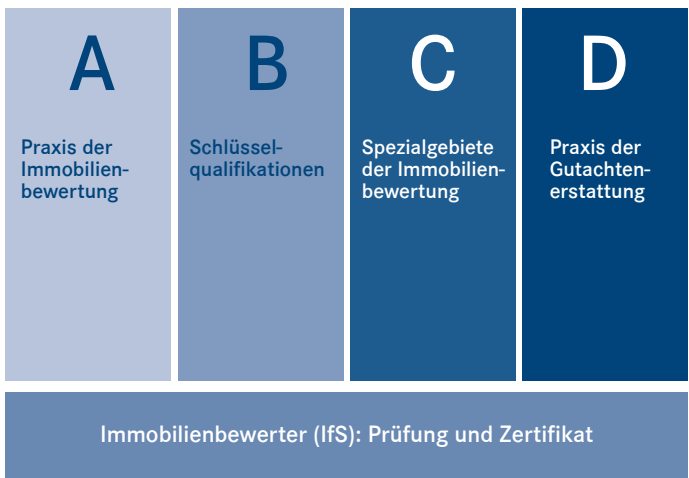 A
Praxis der
Immobilien-
bewertung
B
Schlüssel-
qualifikationen
C
Spezialgebiete
der Immobilien-
bewertung
D
Praxis der
Gutachten-
erstattung
Immobilienbewerter (IfS): Prüfung und Zertifikat